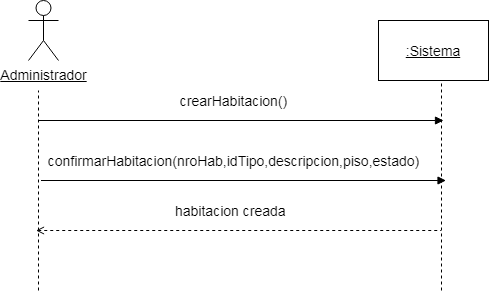 Administrador
:Sistema
crearHabitacion()
confirmarHabitacion(nroHab,idTipo,descripcion,piso,estado)
habitacion creada